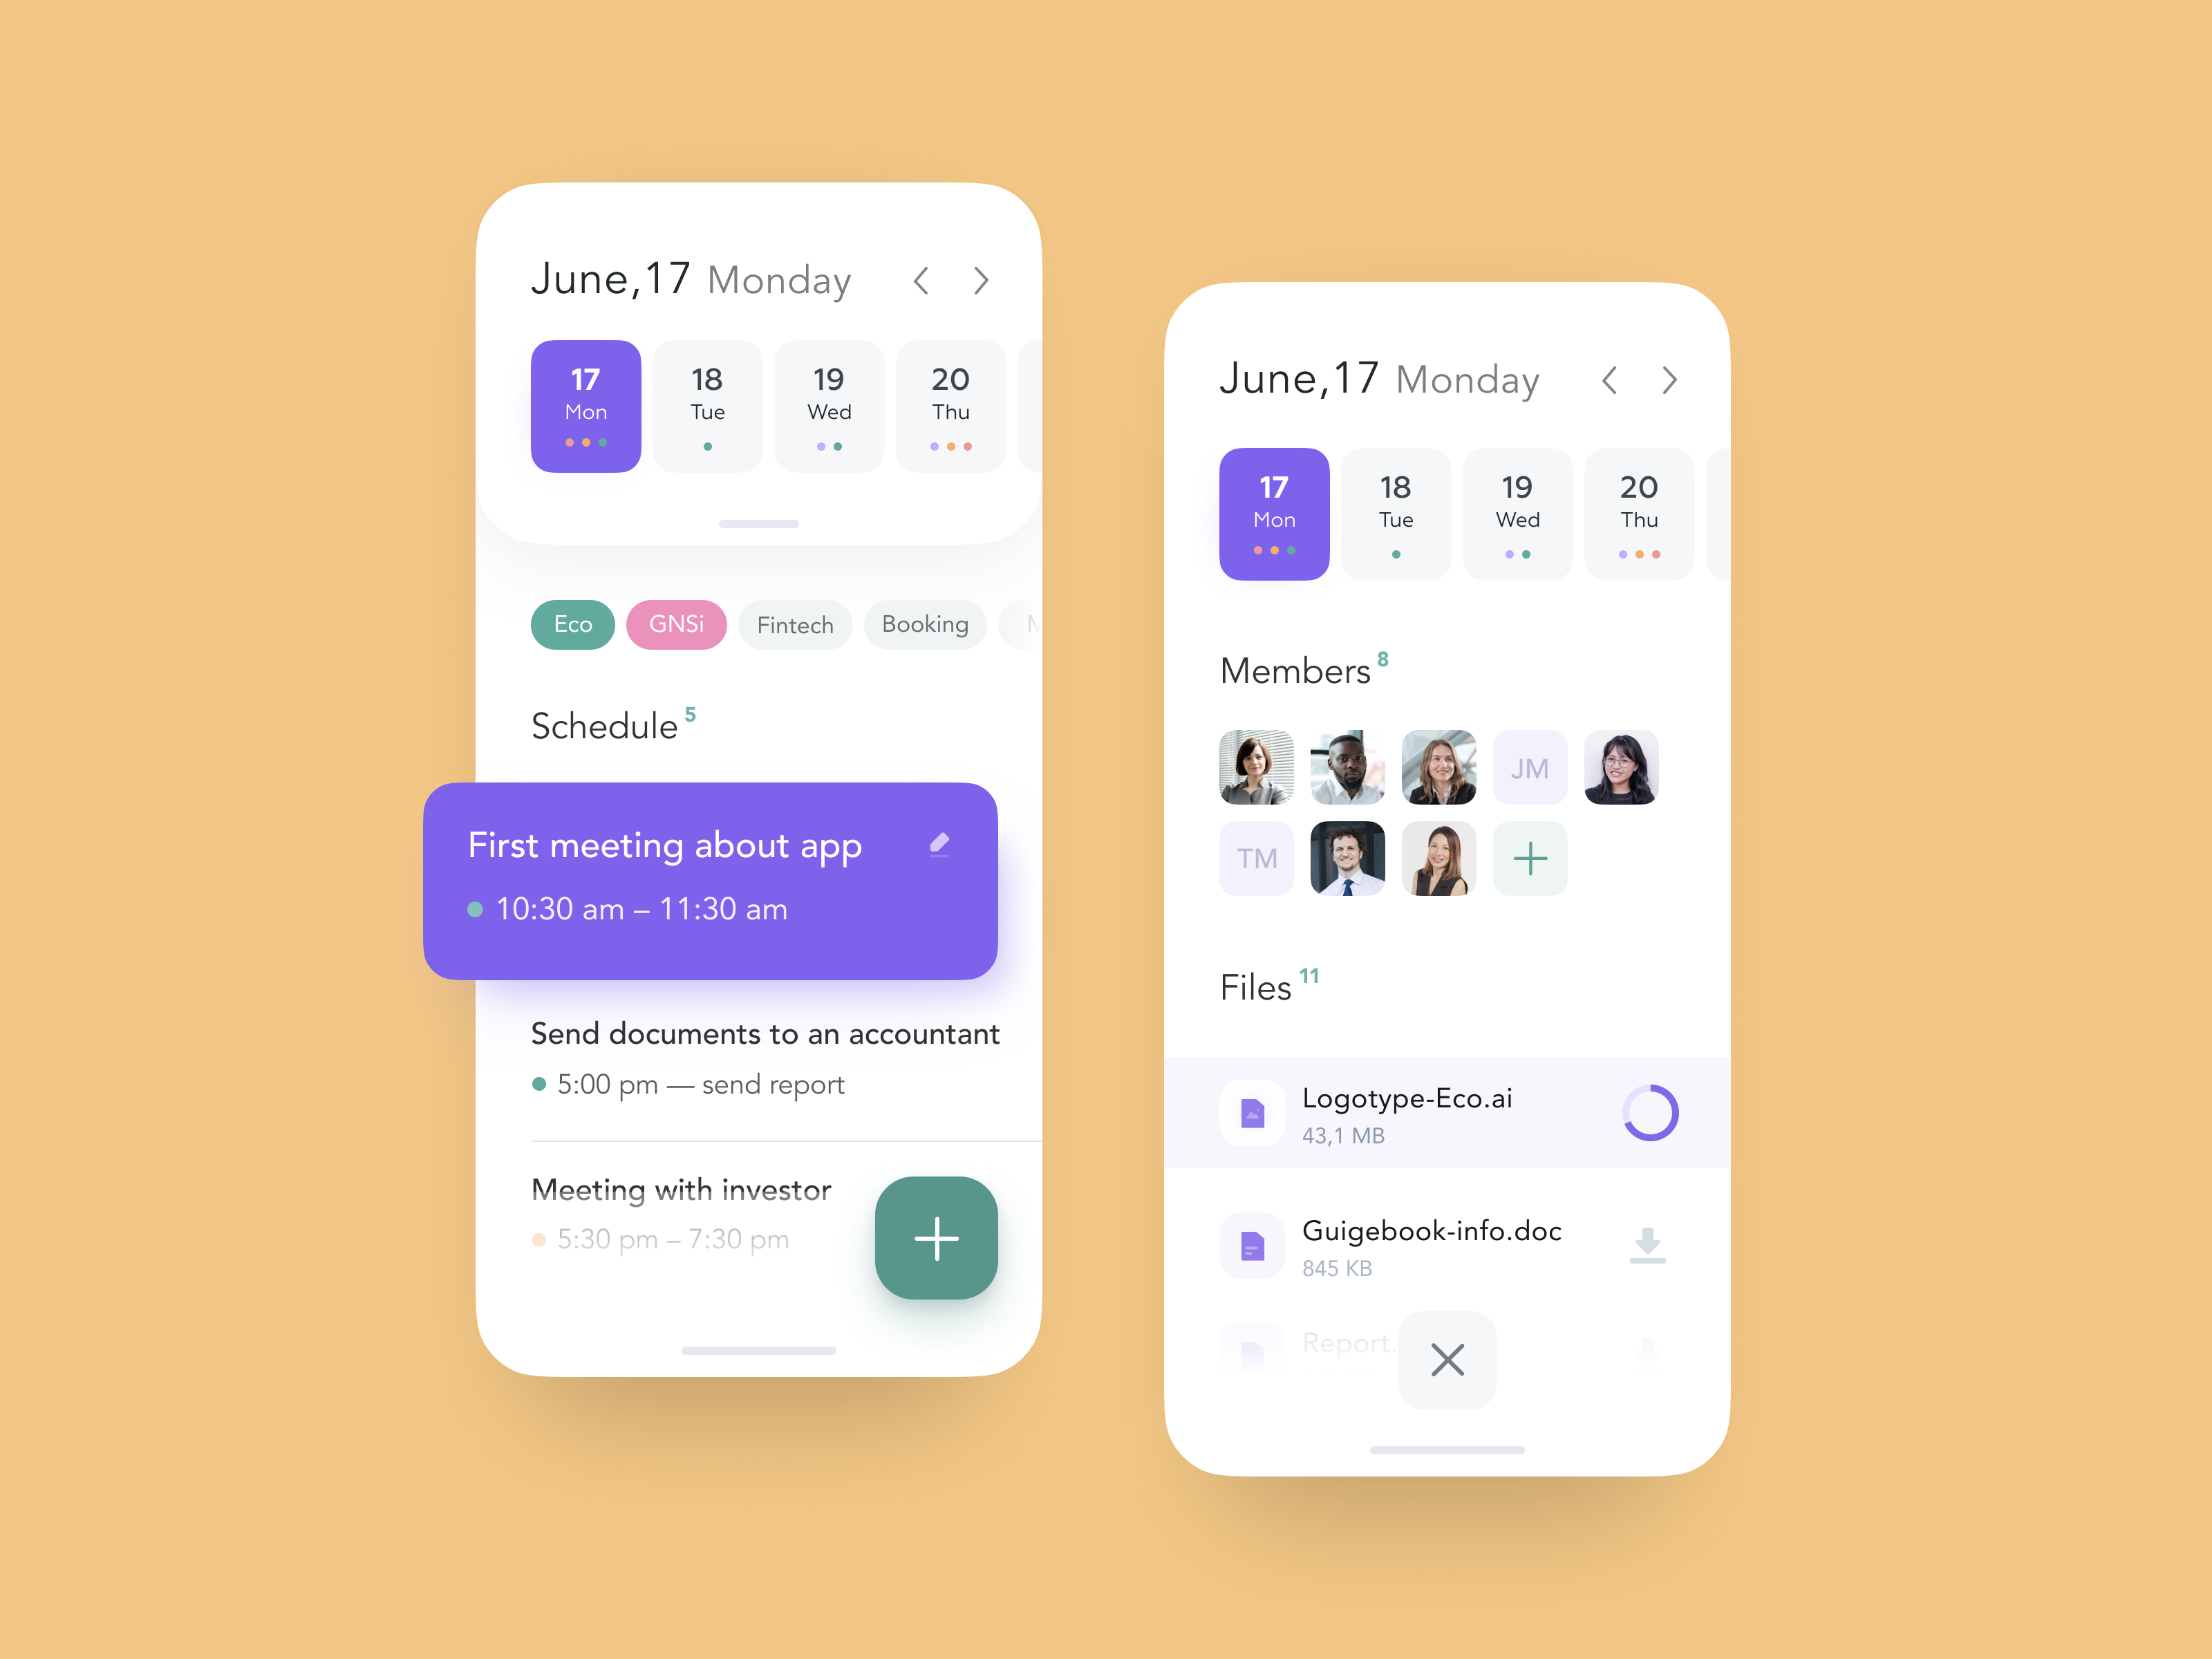 June,17 Monday
17 18 19 20
Mon Tue Wed Thu
Eco GNSi Fintech Booking
Schedule 5
First meeting about app
10:30 am – 11:30 am
Send documents to an accountant
5:00 pm — send report
Meeting with investor
5:30 pm – 7:30 pm
June,17 Monday
17 18 19 20
Mon Tue Wed Thu
Members 8
JM
TM
Files 11
Logotype-Eco.ai
43,1 MB
Guigebook-info.doc
845 KB
Report.